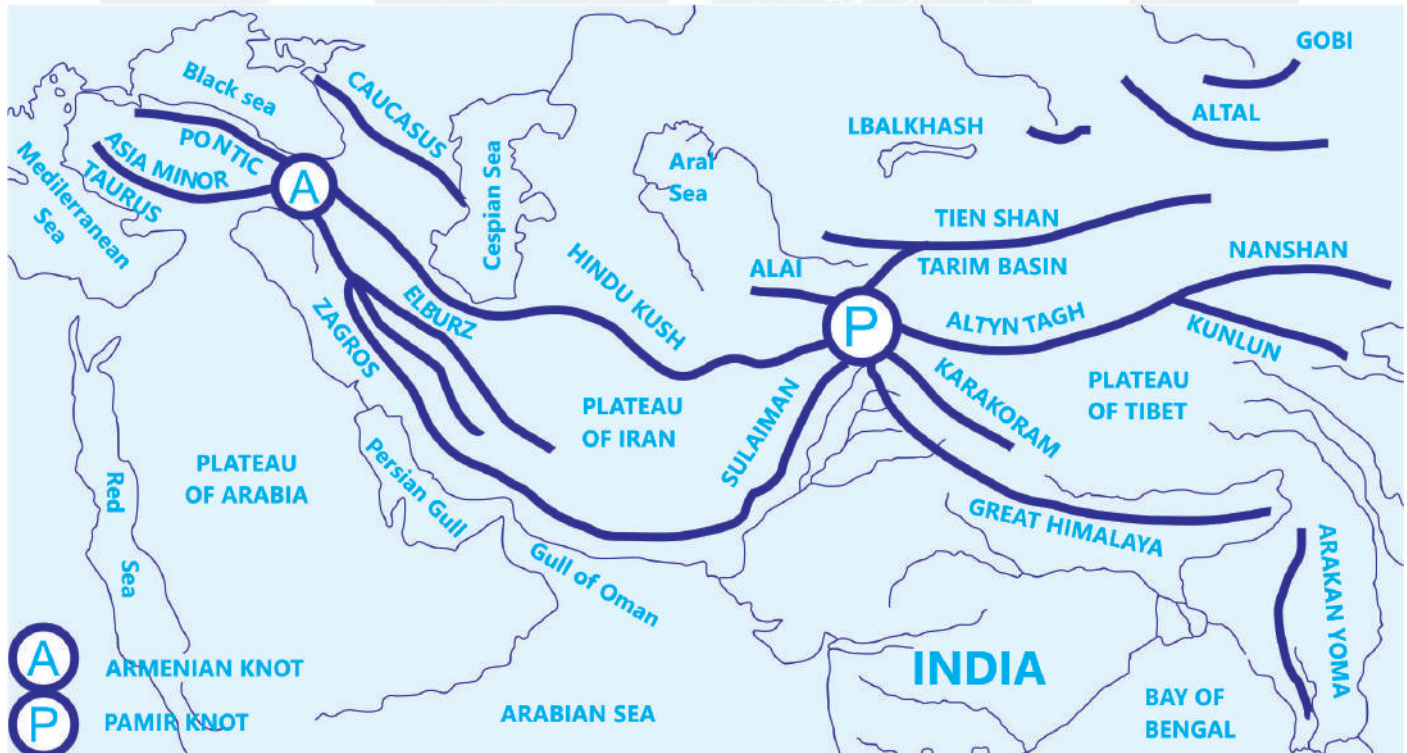 GOBI
ALTAL
CAUCASUS
Black sea
LBALKHASH
PONTIC
ASIA MINOR
TAURUS
Medilerranean
Sea
A
Cespian Sea
Aral
Sea
TIEN SHAN
TARIM BASIN
NANSHAN
ALAI
HINDU KUSH
P
ALTYN TAGH
KUNLUN
ELBURZ
ZAGROS
KARAKORAM
PLATEAU
OF TIBET
PLATEAU
OF IRAN
SULAIMAN
PLATEAU
OF ARABIA
Persian Gull
Red
Sea
Gull of Oman
GREAT HIMALAYA
ARAKAN YOMA
INDIA
A
ARMENIAN KNOT
P
PAMIR KNOT
ARABIAN SEA
BAY OF
BENGAL